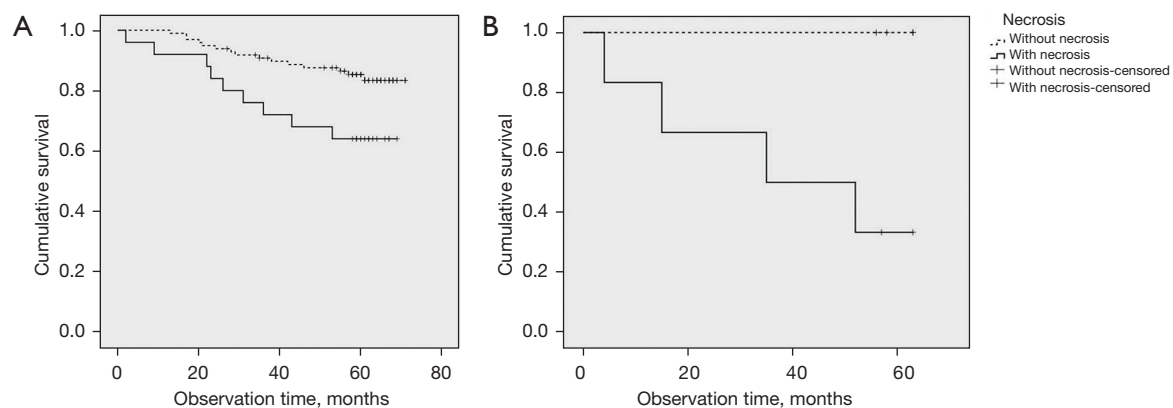 A
1.0
0.8
0.6
0.4
0.2
0.0
Cumulative survival
0
20
40
60
80
Observation time, months
B
1.0
0.8
0.6
0.4
0.2
0.0
Cumulative survival
0
20
40
60
Observation time, months
Necrosis
Without necrosis
With necrosis
Without necrosis-censored
With necrosis-censored